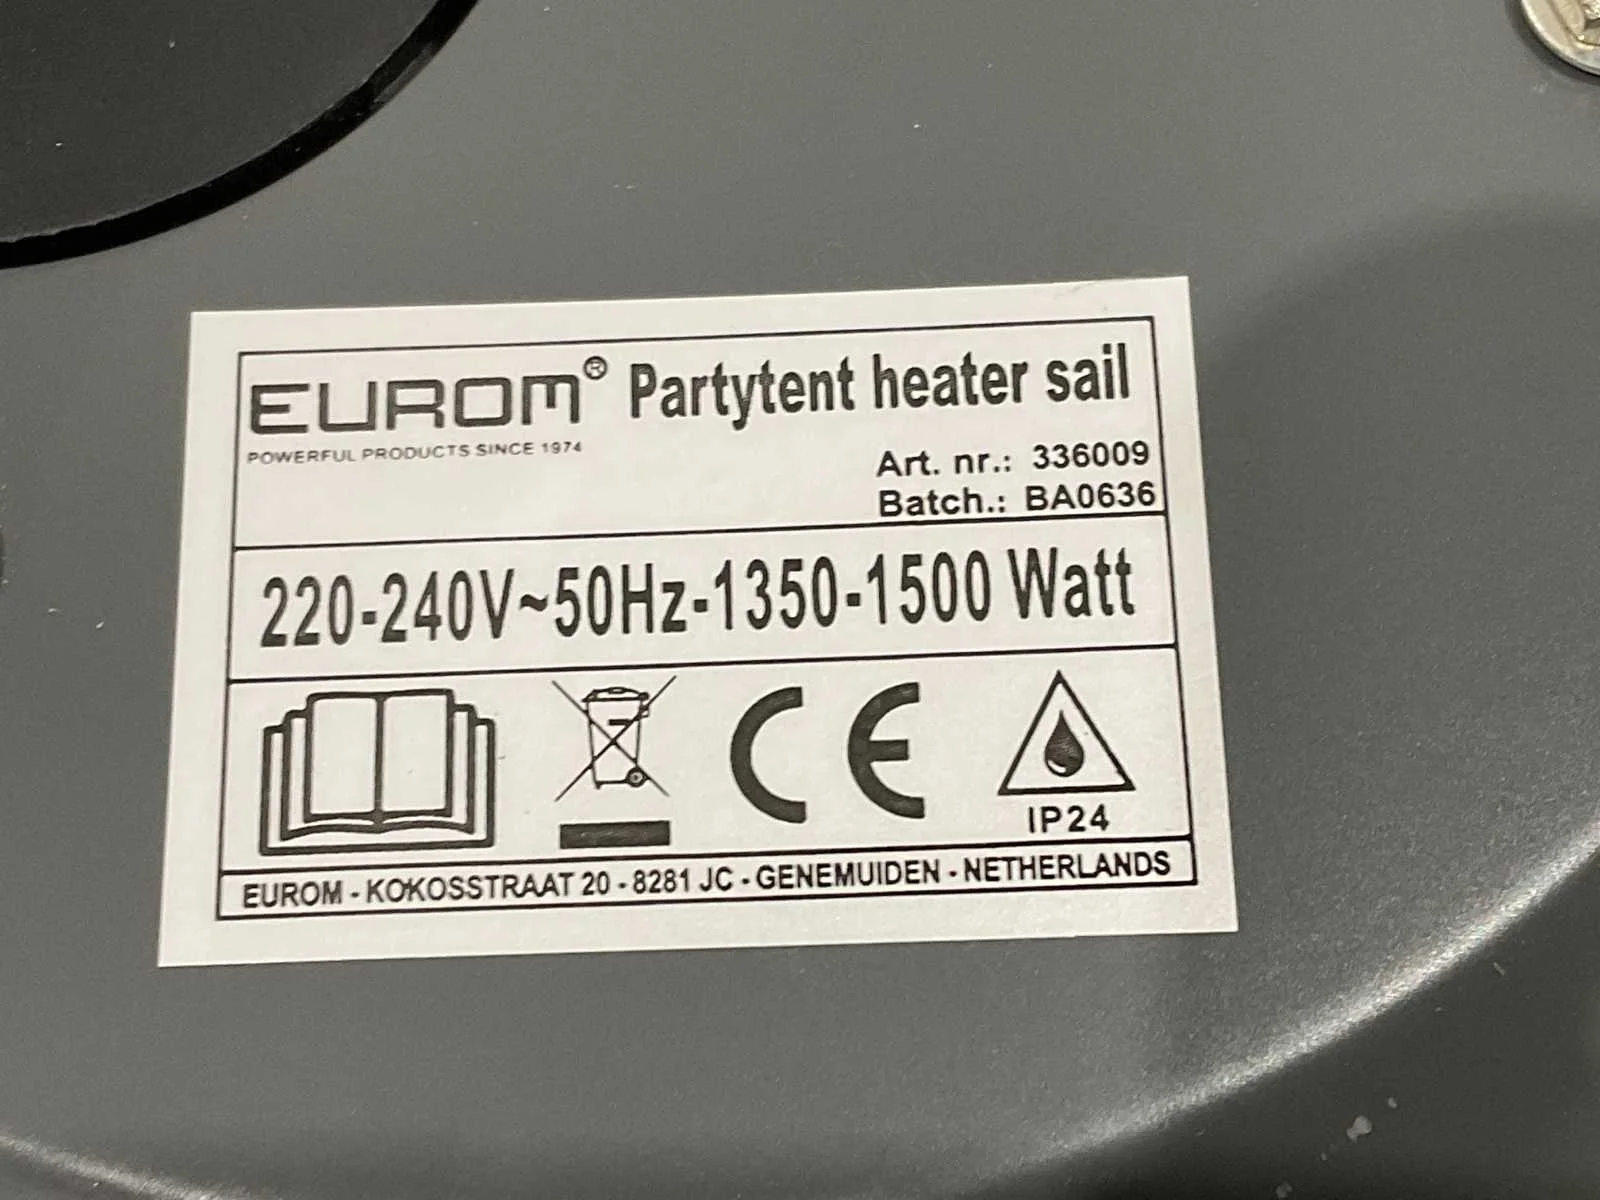 EUROM® Partytent heater sail
POWERFUL PRODUCTS SINCE 1974
Art. nr.: 336009
Batch.: BA0636
220-240V~50Hz-1350-1500 Watt
CE
IP24
EUROM - KOKOSSTRAAT 20 - 8281 JC - GENEMUIDEN - NETHERLANDS